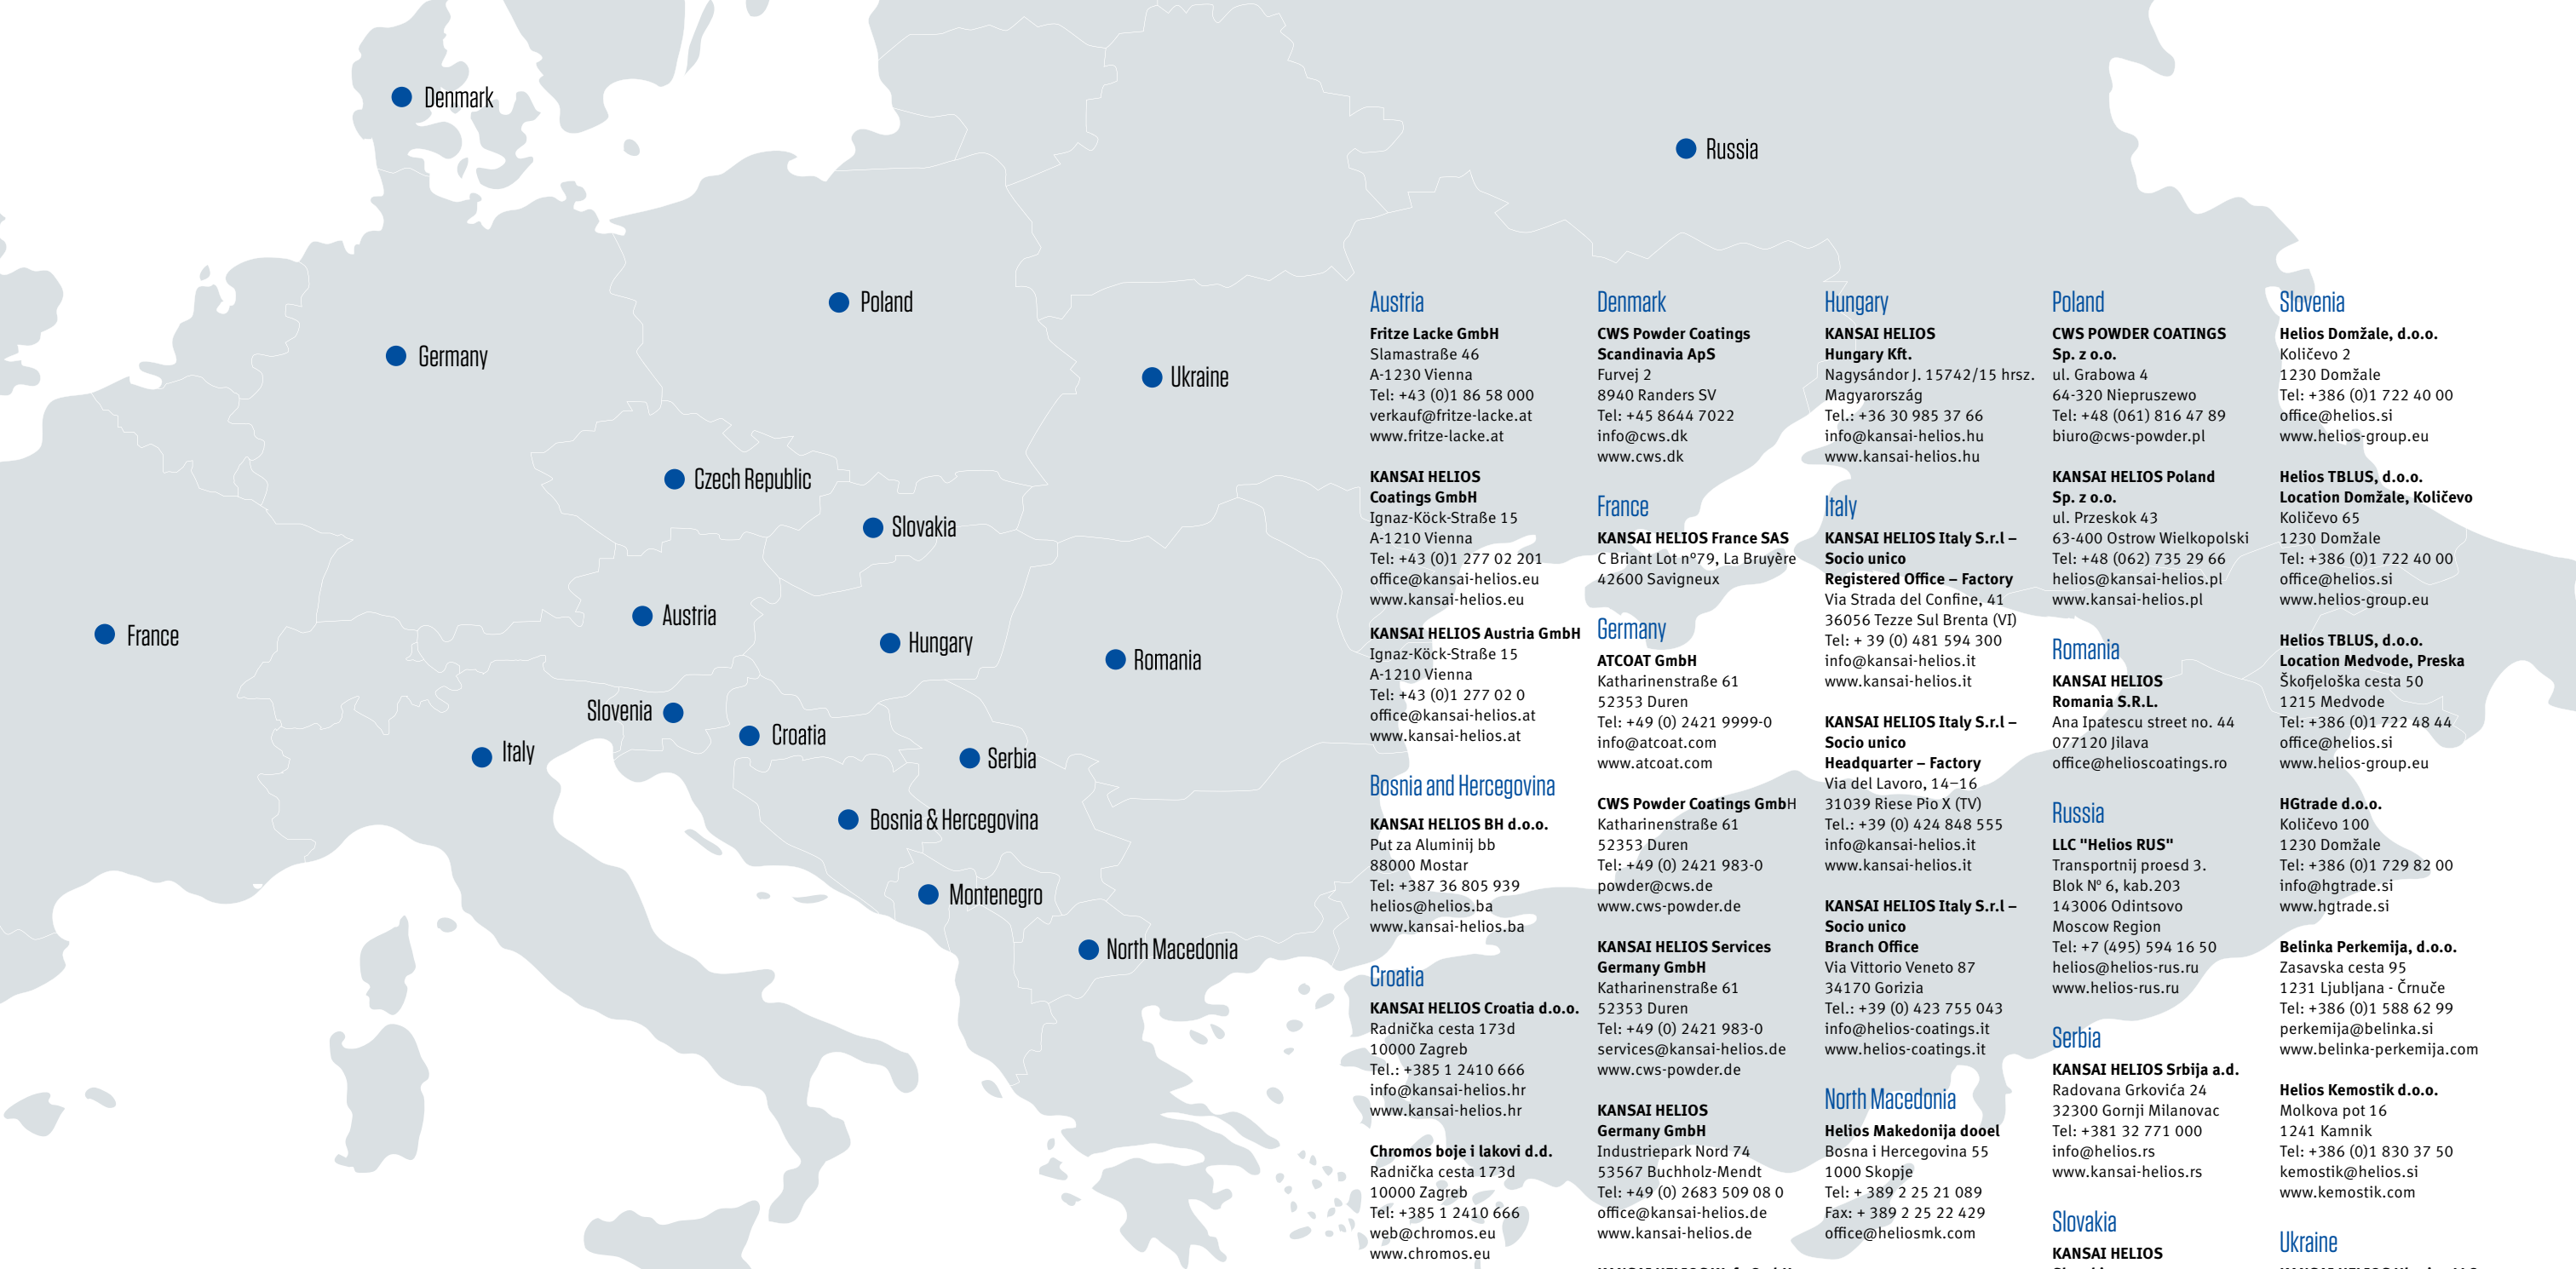 Denmark
Russia
Poland
Germany
Ukraine
Czech Republic
Slovakia
Austria
France
Hungary
Romania
Slovenia
Croatia
Italy
Serbia
Bosnia & Hercegovina
Montenegro
North Macedonia
Austria
Fritze Lacke GmbH
Slamastraße 46
A-1230 Vienna
Tel: +43 (0)1 86 58 000
verkauf@fritze-lacke.at
www.fritze-lacke.at
KANSAI HELIOS
Coatings GmbH
Ignaz-Köck-Straße 15
A-1210 Vienna
Tel: +43 (0)1 277 02 201
office@kansai-helios.eu
www.kansai-helios.eu
KANSAI HELIOS Austria GmbH
Ignaz-Köck-Straße 15
A-1210 Vienna
Tel: +43 (0)1 277 02 0
office@kansai-helios.at
www.kansai-helios.at
Bosnia and Hercegovina
KANSAI HELIOS BH d.o.o.
Put za Aluminij bb
88000 Mostar
Tel: +387 36 805 939
helios@helios.ba
www.kansai-helios.ba
Croatia
KANSAI HELIOS Croatia d.o.o.
Radnička cesta 173d
10000 Zagreb
Tel.: +385 1 2410 666
info@kansai-helios.hr
www.kansai-helios.hr
Chromos boje i lakovi d.d.
Radnička cesta 173d
10000 Zagreb
Tel: +385 1 2410 666
web@chromos.eu
www.chromos.eu
Denmark
CWS Powder Coatings
Scandinavia ApS
Furvej 2
8940 Randers SV
Tel: +45 8644 7022
info@cws.dk
www.cws.dk
France
KANSAI HELIOS France SAS
C Briant Lot n°79, La Bruyère
42600 Savigneux
Germany
ATCOAT GmbH
Katharinenstraße 61
52353 Duren
Tel: +49 (0) 2421 9999-0
info@atcoat.com
www.atcoat.com
CWS Powder Coatings GmbH
Katharinenstraße 61
52353 Duren
Tel: +49 (0) 2421 983-0
powder@cws.de
www.cws-powder.de
KANSAI HELIOS Services
Germany GmbH
Katharinenstraße 61
52353 Duren
Tel: +49 (0) 2421 983-0
services@kansai-helios.de
www.cws-powder.de
KANSAI HELIOS
Germany GmbH
Industriepark Nord 74
53567 Buchholz-Mendt
Tel: +49 (0) 2683 509 08 0
office@kansai-helios.de
www.kansai-helios.de
Hungary
KANSAI HELIOS
Hungary Kft.
Nagysándor J. 15742/15 hrsz.
Magyarország
Tel.: +36 30 985 37 66
info@kansai-helios.hu
www.kansai-helios.hu
Italy
KANSAI HELIOS Italy S.r.l –
Socio unico
Registered Office – Factory
Via Strada del Confine, 41
36056 Tezze Sul Brenta (VI)
Tel: + 39 (0) 481 594 300
info@kansai-helios.it
www.kansai-helios.it
KANSAI HELIOS Italy S.r.l –
Socio unico
Headquarter – Factory
Via del Lavoro, 14–16
31039 Riese Pio X (TV)
Tel.: +39 (0) 424 848 555
info@kansai-helios.it
www.kansai-helios.it
KANSAI HELIOS Italy S.r.l –
Socio unico
Branch Office
Via Vittorio Veneto 87
34170 Gorizia
Tel.: +39 (0) 423 755 043
info@helios-coatings.it
www.helios-coatings.it
North Macedonia
Helios Makedonija dooel
Bosna i Hercegovina 55
1000 Skopje
Tel: + 389 2 25 21 089
Fax: + 389 2 25 22 429
office@heliosmk.com
Poland
CWS POWDER COATINGS
Sp. z o.o.
ul. Grabowa 4
64-320 Niepruszewo
Tel: +48 (061) 816 47 89
biuro@cws-powder.pl
KANSAI HELIOS Poland
Sp. z o.o.
ul. Przeskok 43
63-400 Ostrow Wielkopolski
Tel: +48 (062) 735 29 66
helios@kansai-helios.pl
www.kansai-helios.pl
Romania
KANSAI HELIOS
Romania S.R.L.
Ana Ipatescu street no. 44
077120 Jilava
office@helioscoatings.ro
Russia
LLC "Helios RUS"
Transportnij proesd 3.
Blok Nº 6, kab.203
143006 Odintsovo
Moscow Region
Tel: +7 (495) 594 16 50
helios@helios-rus.ru
www.helios-rus.ru
Serbia
KANSAI HELIOS Srbija a.d.
Radovana Grkovića 24
32300 Gornji Milanovac
Tel: +381 32 771 000
info@helios.rs
www.kansai-helios.rs
Slovakia
KANSAI HELIOS
Slovenia
Helios Domžale, d.o.o.
Količevo 2
1230 Domžale
Tel: +386 (0)1 722 40 00
office@helios.si
www.helios-group.eu
Helios TBLUS, d.o.o.
Location Domžale, Količevo
Količevo 65
1230 Domžale
Tel: +386 (0)1 722 40 00
office@helios.si
www.helios-group.eu
Helios TBLUS, d.o.o.
Location Medvode, Preska
Škofjeloška cesta 50
1215 Medvode
Tel: +386 (0)1 722 48 44
office@helios.si
www.helios-group.eu
HGtrade d.o.o.
Količevo 100
1230 Domžale
Tel: +386 (0)1 729 82 00
info@hgtrade.si
www.hgtrade.si
Belinka Perkemija, d.o.o.
Zasavska cesta 95
1231 Ljubljana - Črnuče
Tel: +386 (0)1 588 62 99
perkemija@belinka.si
www.belinka-perkemija.com
Helios Kemostik d.o.o.
Molkova pot 16
1241 Kamnik
Tel: +386 (0)1 830 37 50
kemostik@helios.si
www.kemostik.com
Ukraine